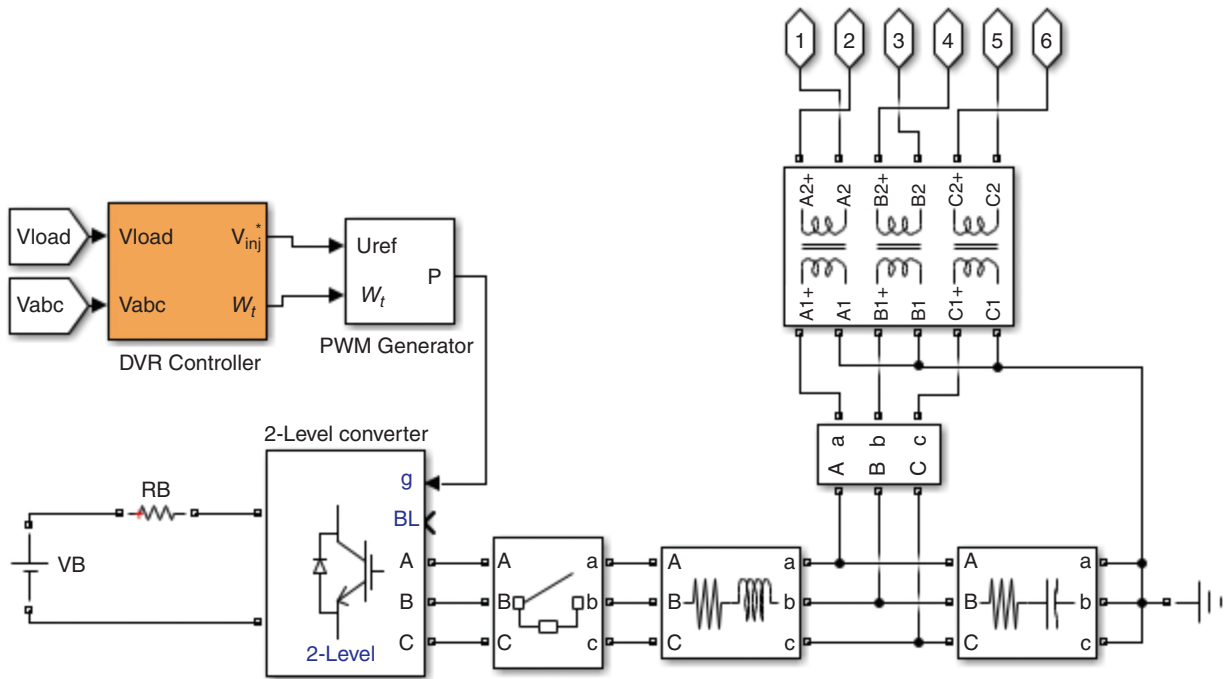 1 2 3 4 5 6
A2+ A2 B2+ B2 C2+ C2
A1+ A1 B1+ B1 C1+ C1
Vload
Vabc
Vload
Vabc
V*inj
Wt
DVR Controller
Uref
Wt
P
PWM Generator
a b c
A B C
2-Level converter
g
BL
A
B
C
2-Level
RB
VB
A
B
C
a
b
c
A
B
C
a
b
c
A
B
C
a
b
c